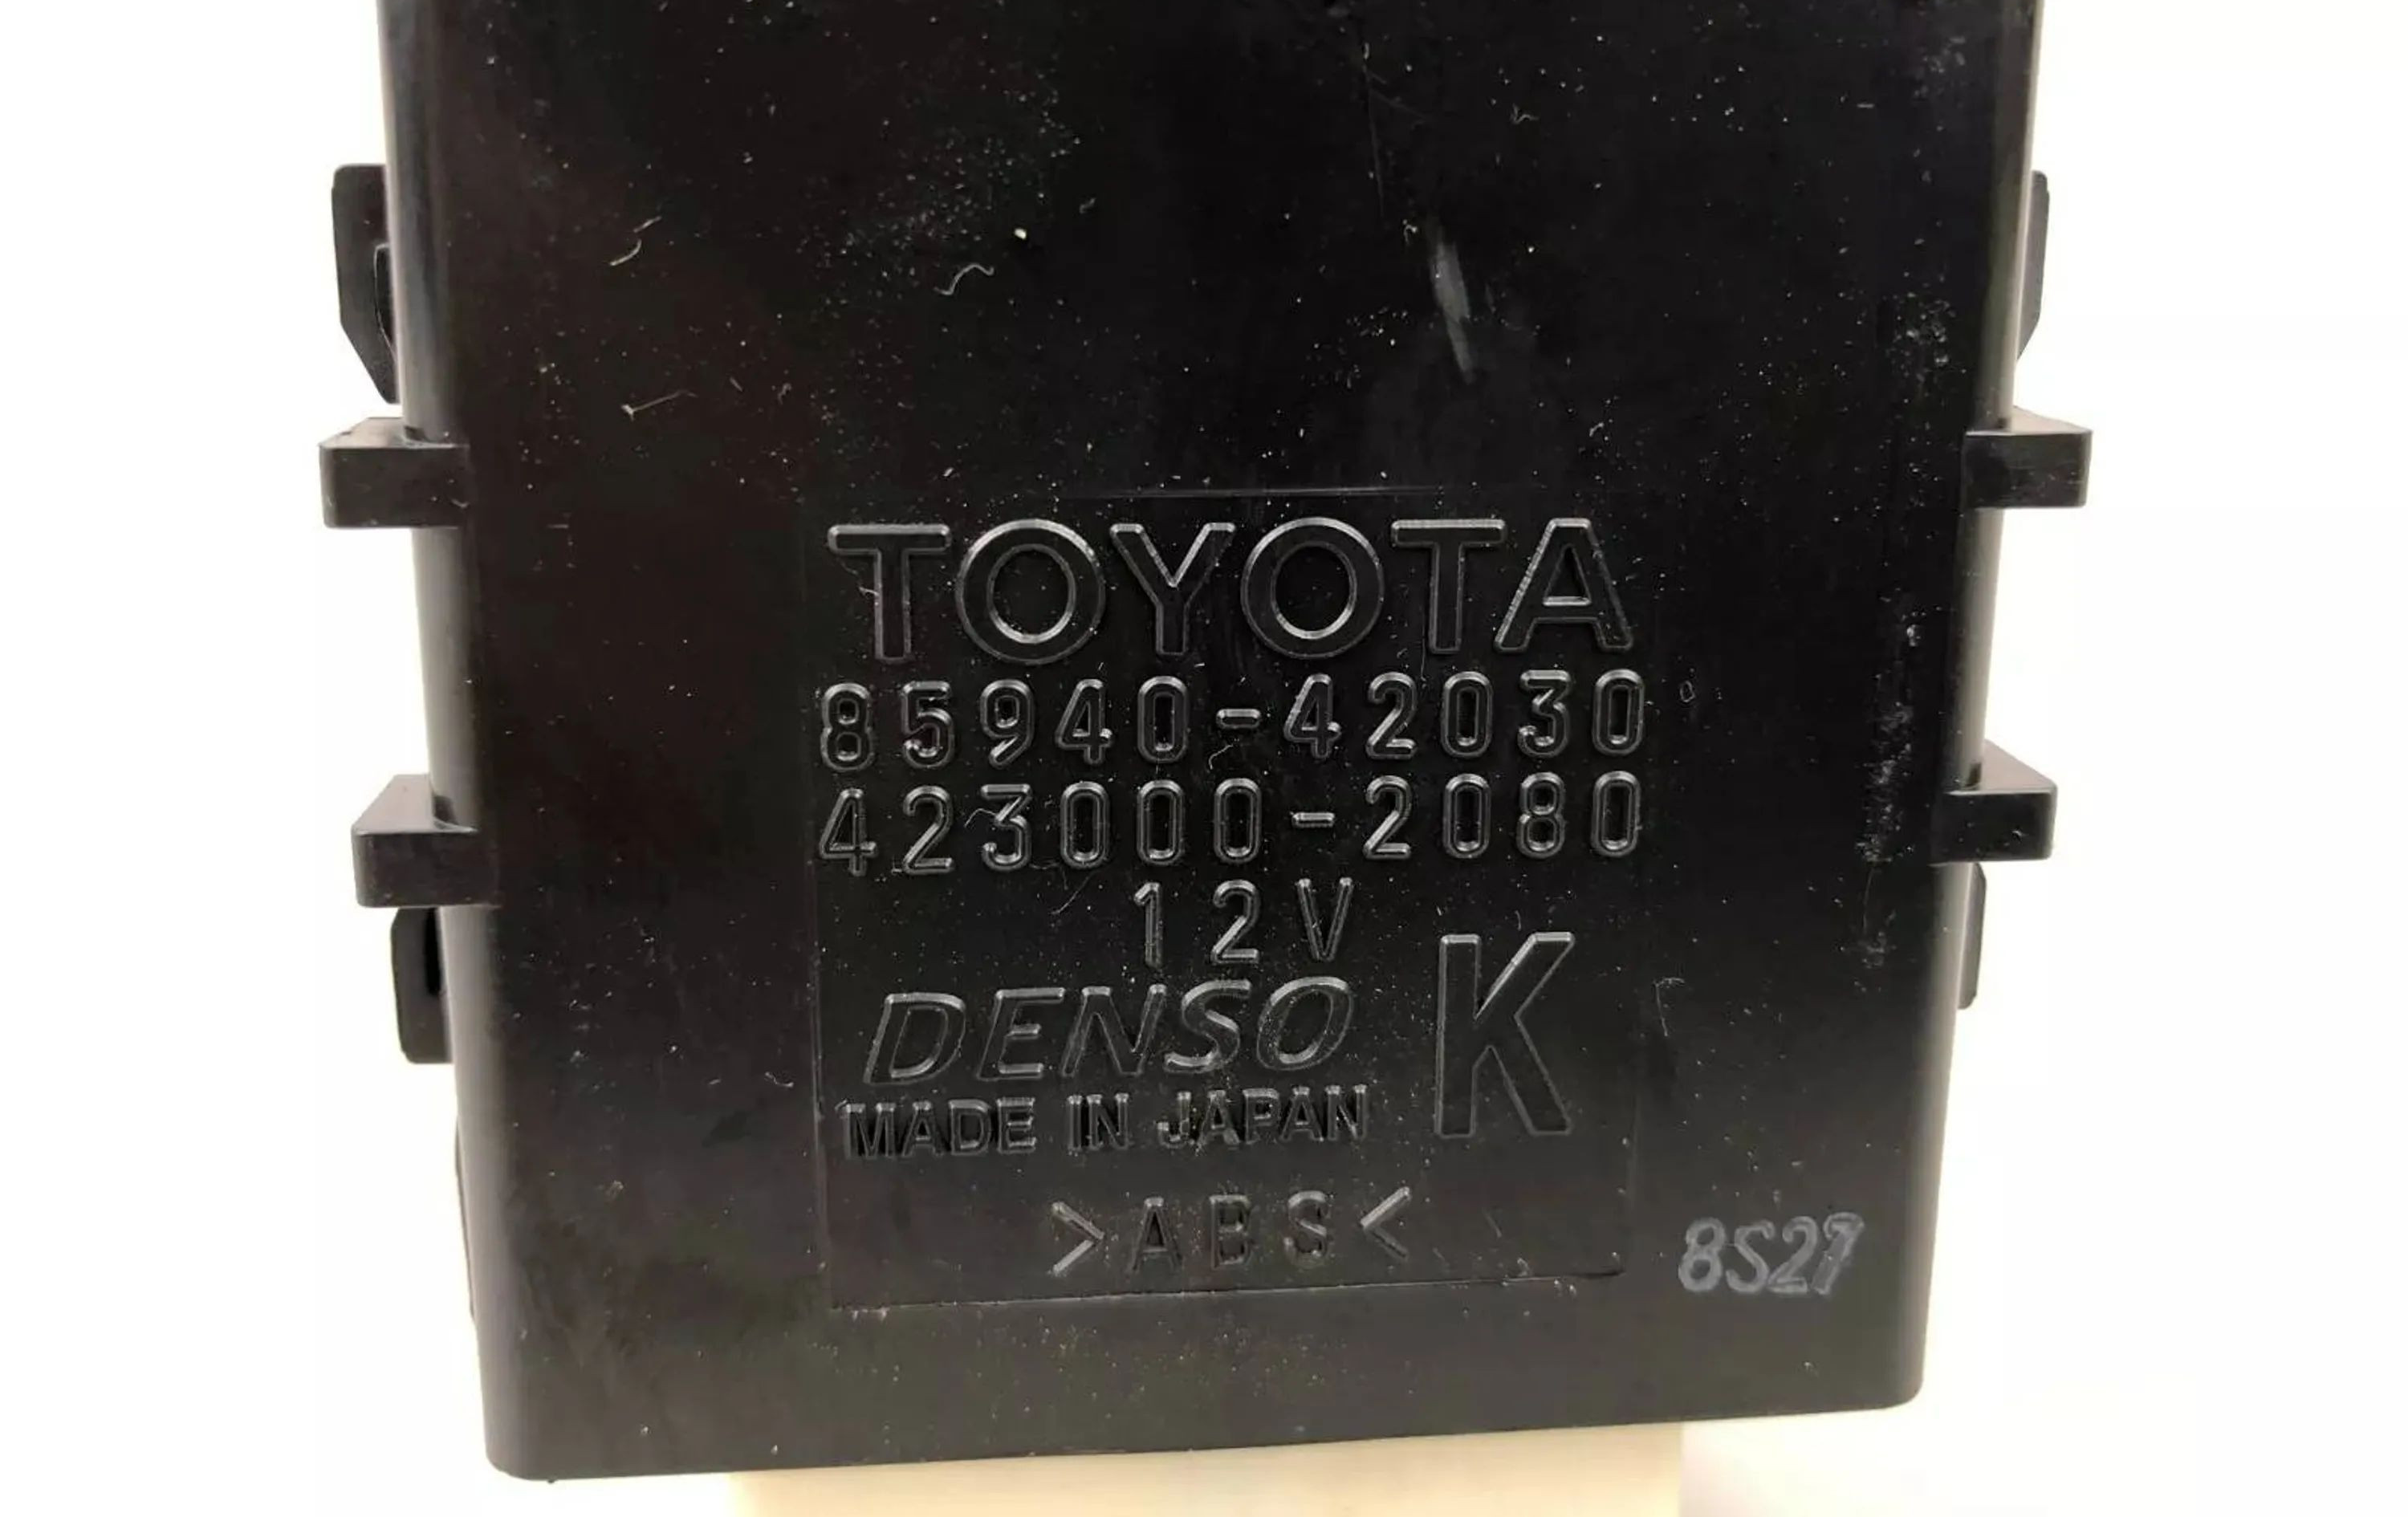 TOYOTA
85940-42030
423000-2080
12V
DENSO K
MADE IN JAPAN
>ABS<
8S27